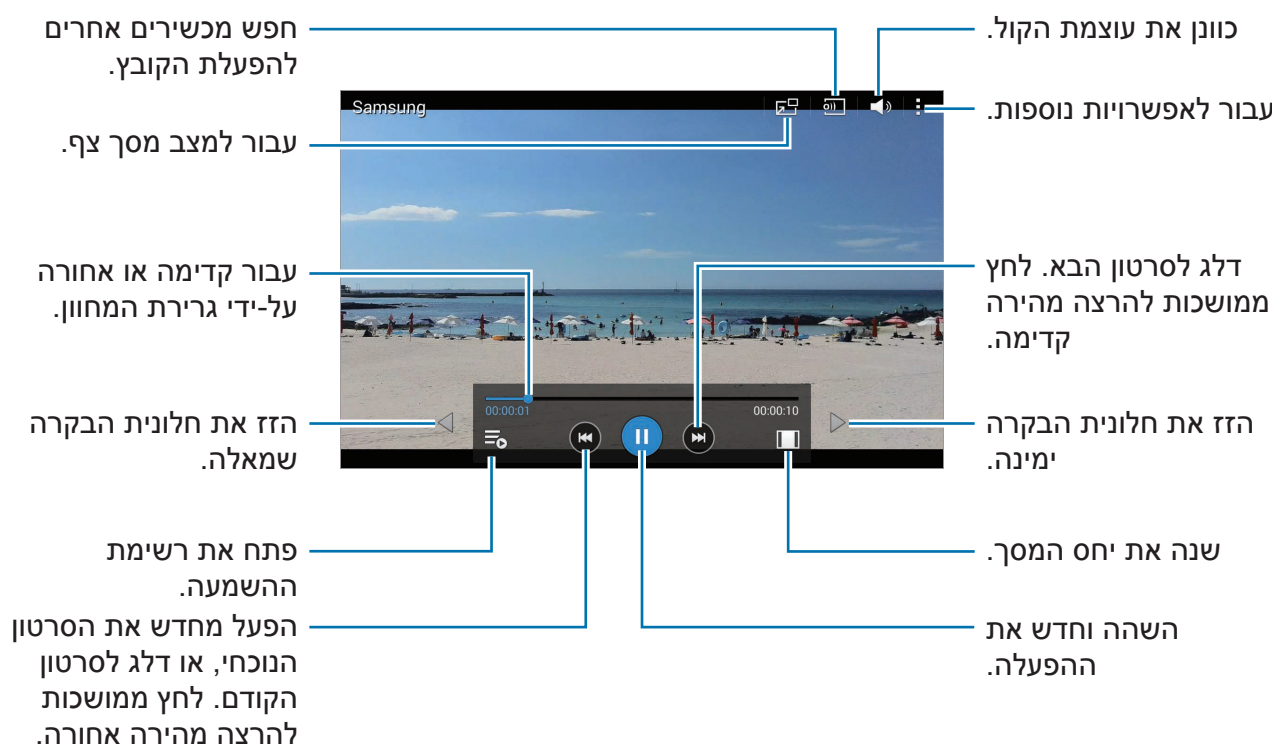 חפש מכשירים אחרים
להפעלת הקובץ.
עבור למצב מסך צף.
עבור קדימה או אחורה
על-ידי גרירת המחוון.
הזז את חלונית הבקרה
שמאלה.
פתח את רשימת
ההשמעה.
הפעל מחדש את הסרטון
הנוכחי, או דלג לסרטון
הקודם. לחץ ממושכות
להרצה מהירה אחורה.
Samsung
00:00:01
00:00:10
כוונן את עוצמת הקול.
עבור לאפשרויות נוספות.
דלג לסרטון הבא. לחץ
ממושכות להרצה מהירה
קדימה.
הזז את חלונית הבקרה
ימינה.
שנה את יחס המסך.
השהה וחדש את
ההפעלה.